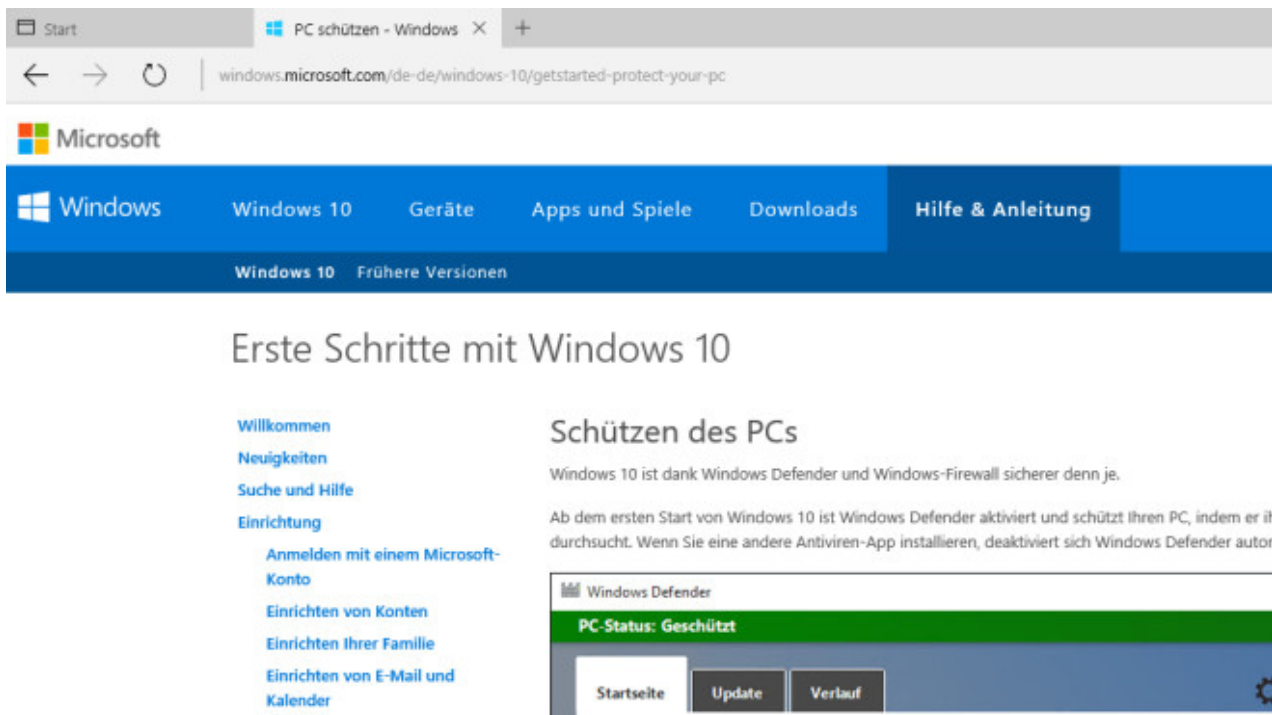 Start
PC schützen - Windows
windows.microsoft.com/de-de/windows-10/getstarted-protect-your-pc
Microsoft
Windows Windows 10 Geräte Apps und Spiele Downloads Hilfe & Anleitung
Windows 10 Frühere Versionen
Erste Schritte mit Windows 10
Willkommen
Neuigkeiten
Suche und Hilfe
Einrichtung
Anmelden mit einem Microsoft-
Konto
Einrichten von Konten
Einrichten Ihrer Familie
Einrichten von E-Mail und
Kalender
Schützen des PCs
Windows 10 ist dank Windows Defender und Windows-Firewall sicherer denn je.
Ab dem ersten Start von Windows 10 ist Windows Defender aktiviert und schützt Ihren PC, indem er
durchsucht. Wenn Sie eine andere Antiviren-App installieren, deaktiviert sich Windows Defender
Windows Defender
PC-Status: Geschützt
Startseite Update Verlauf